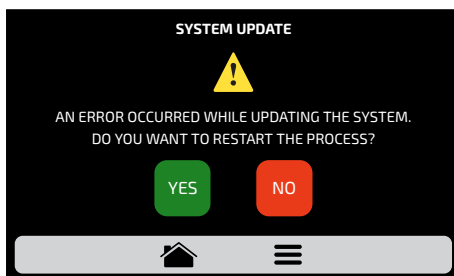 SYSTEM UPDATE
!
AN ERROR OCCURRED WHILE UPDATING THE SYSTEM.
DO YOU WANT TO RESTART THE PROCESS?
YES NO